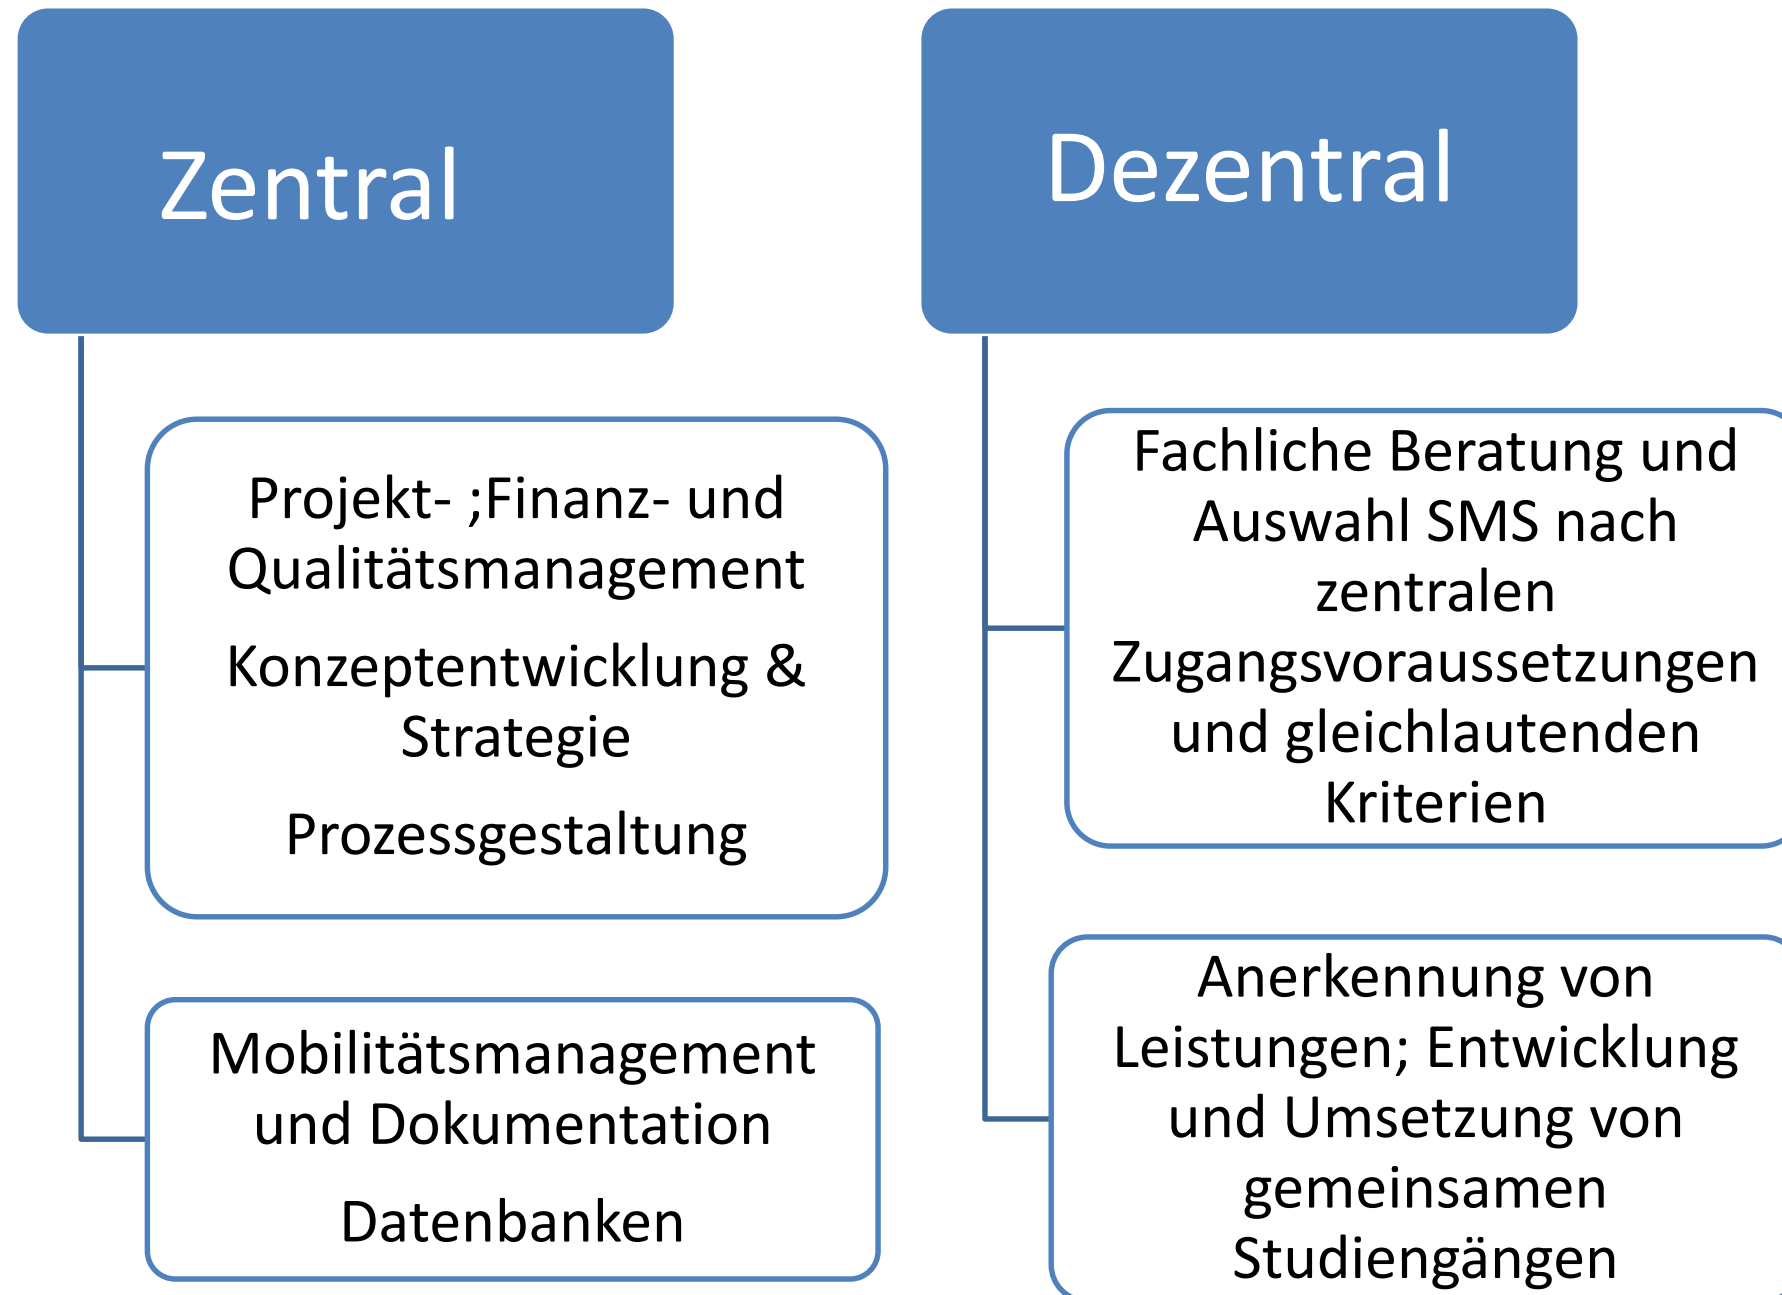 Zentral
Projekt- ;Finanz- und
Qualitätsmanagement
Konzeptentwicklung &
Strategie
Prozessgestaltung
Mobilitätsmanagement
und Dokumentation
Datenbanken
Dezentral
Fachliche Beratung und
Auswahl SMS nach
zentralen
Zugangsvoraussetzungen
und gleichlautenden
Kriterien
Anerkennung von
Leistungen; Entwicklung
und Umsetzung von
gemeinsamen
Studiengängen